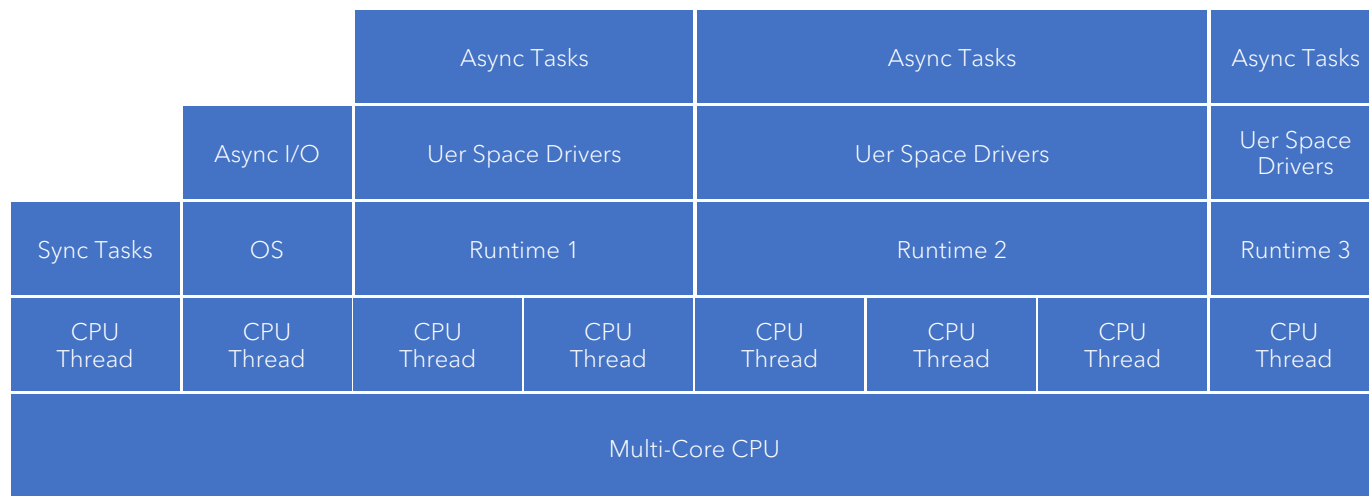 Async Tasks
Async Tasks
Async Tasks
Async I/O
Uer Space Drivers
Uer Space Drivers
Uer Space
Drivers
Sync Tasks
OS
Runtime 1
Runtime 2
Runtime 3
CPU
Thread
CPU
Thread
CPU
Thread
CPU
Thread
CPU
Thread
CPU
Thread
CPU
Thread
CPU
Thread
Multi-Core CPU